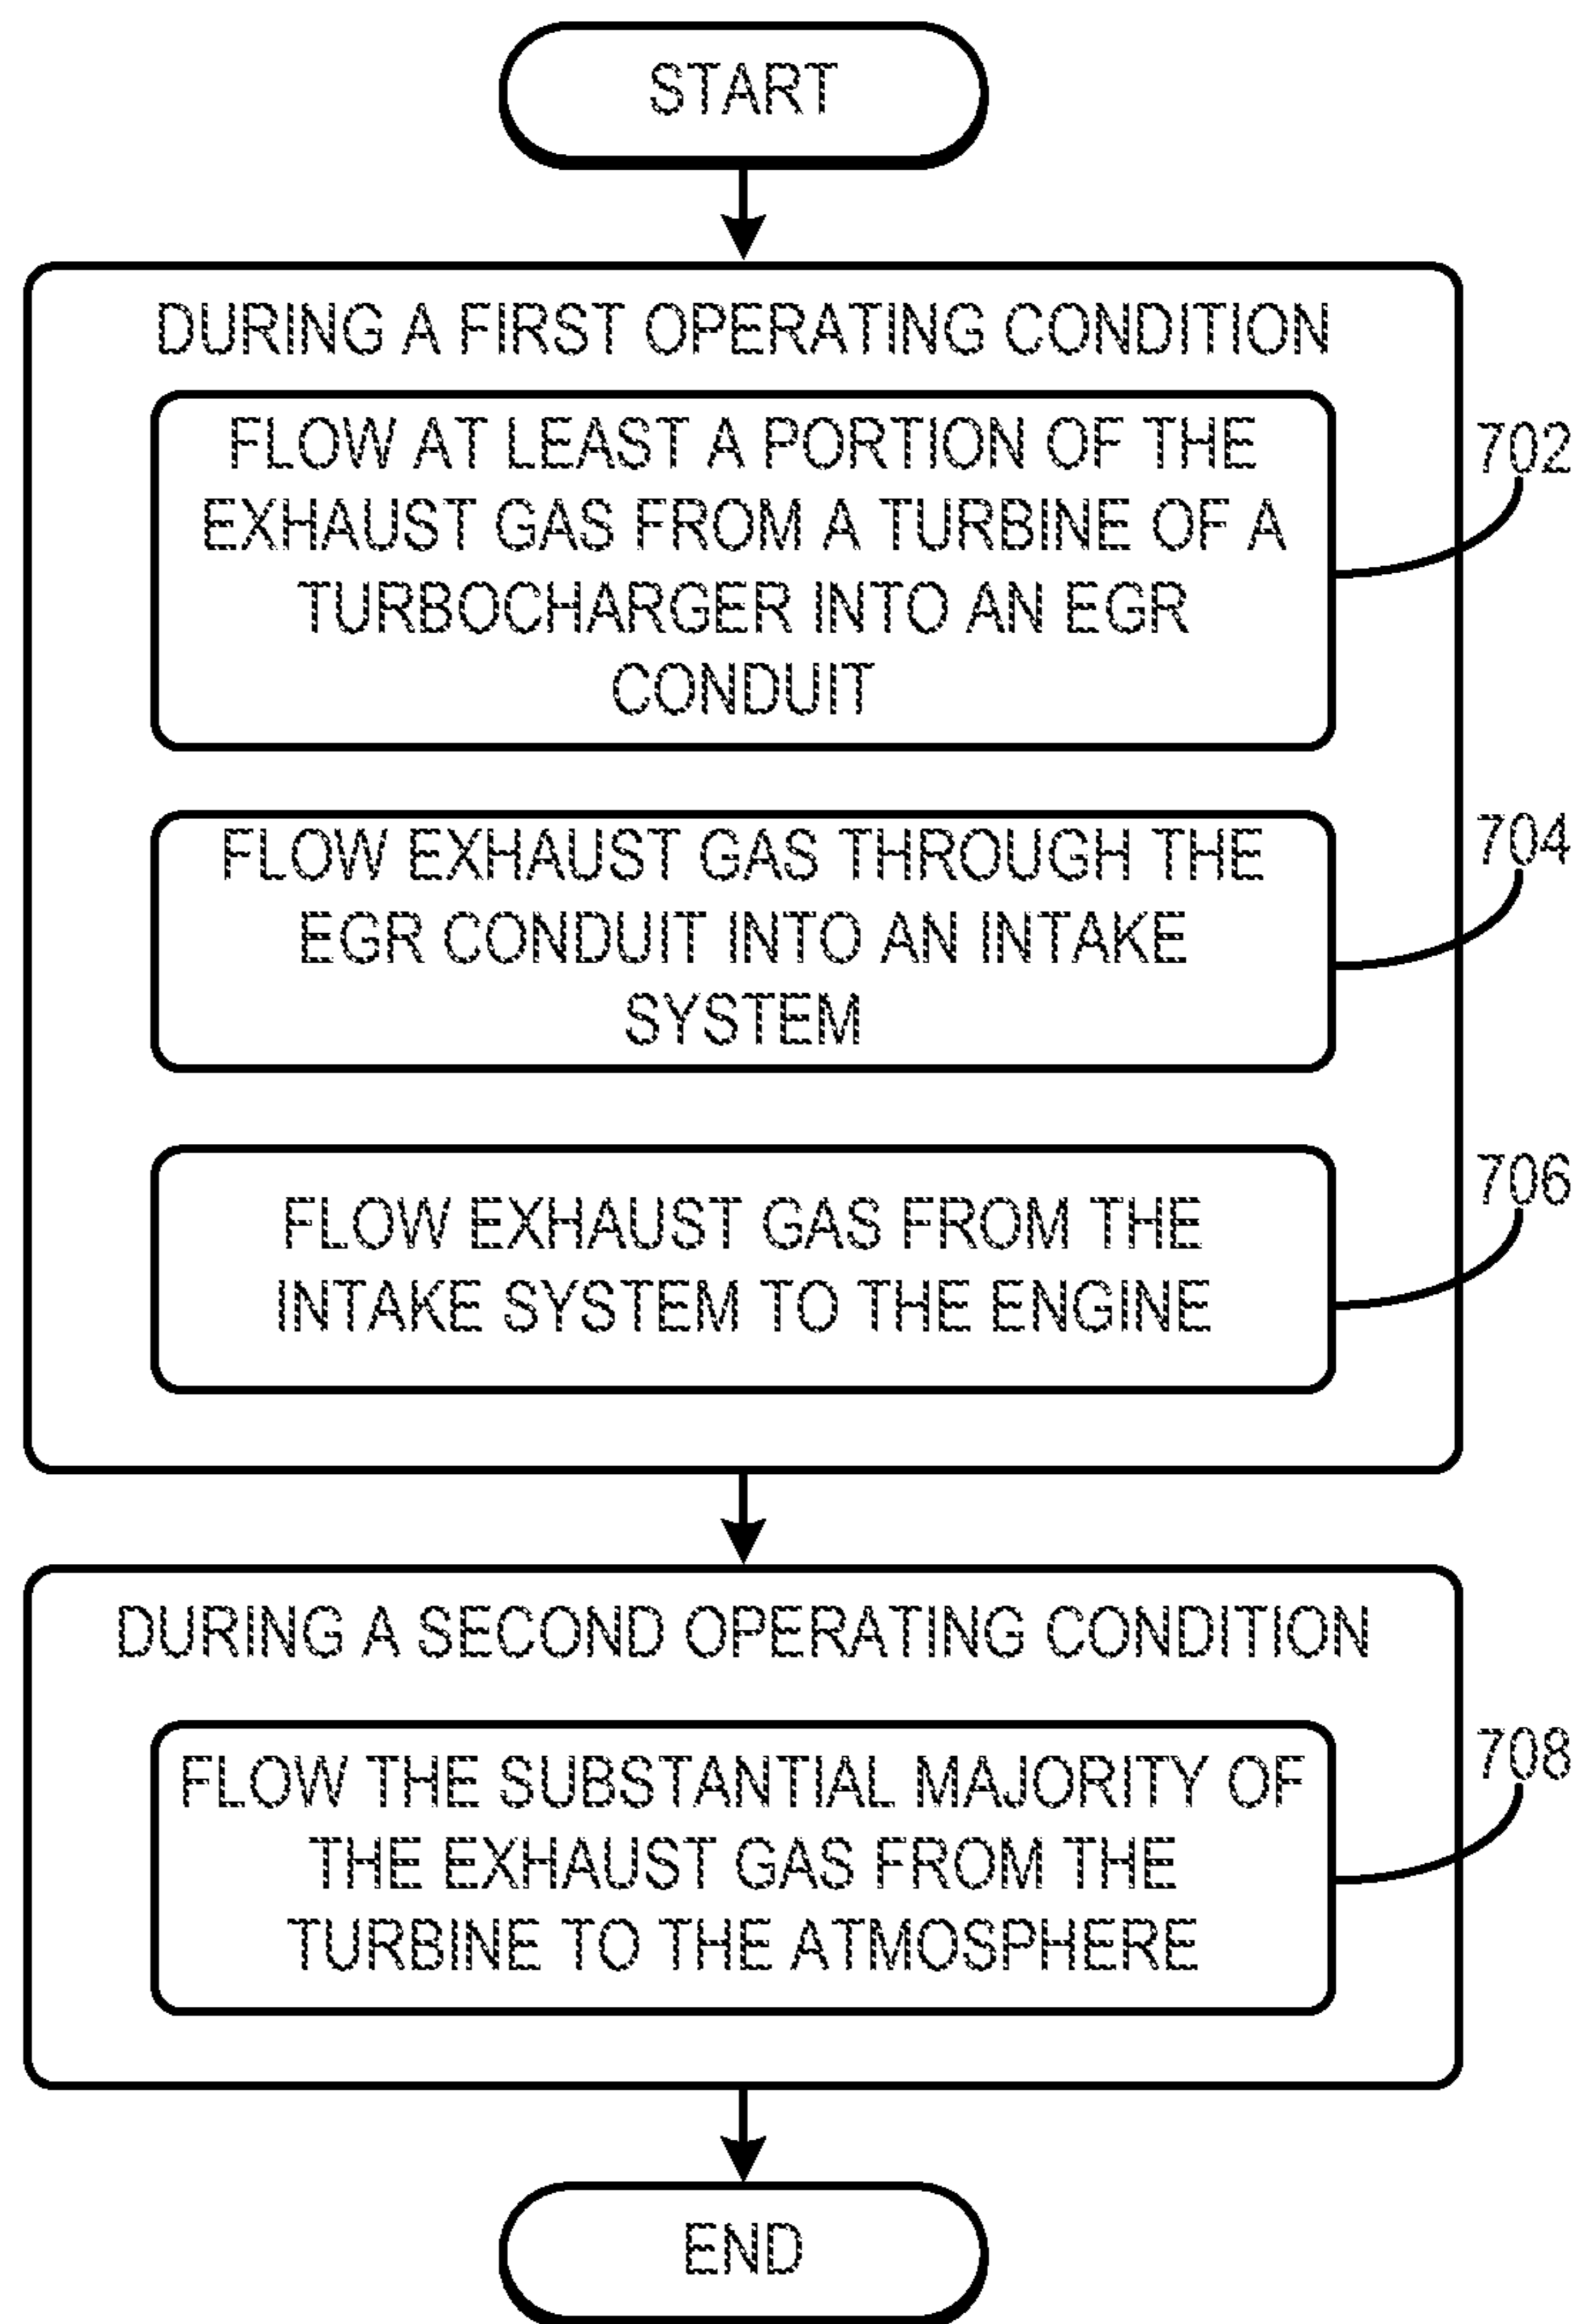 START
DURING A FIRST OPERATING CONDITION
FLOW AT LEAST A PORTION OF THE
EXHAUST GAS FROM A TURBINE OF A
TURBOCHARGER INTO AN EGR
CONDUIT
702
FLOW EXHAUST GAS THROUGH THE
EGR CONDUIT INTO AN INTAKE
SYSTEM
704
FLOW EXHAUST GAS FROM THE
INTAKE SYSTEM TO THE ENGINE
706
DURING A SECOND OPERATING CONDITION
FLOW THE SUBSTANTIAL MAJORITY OF
THE EXHAUST GAS FROM THE
TURBINE TO THE ATMOSPHERE
708
END